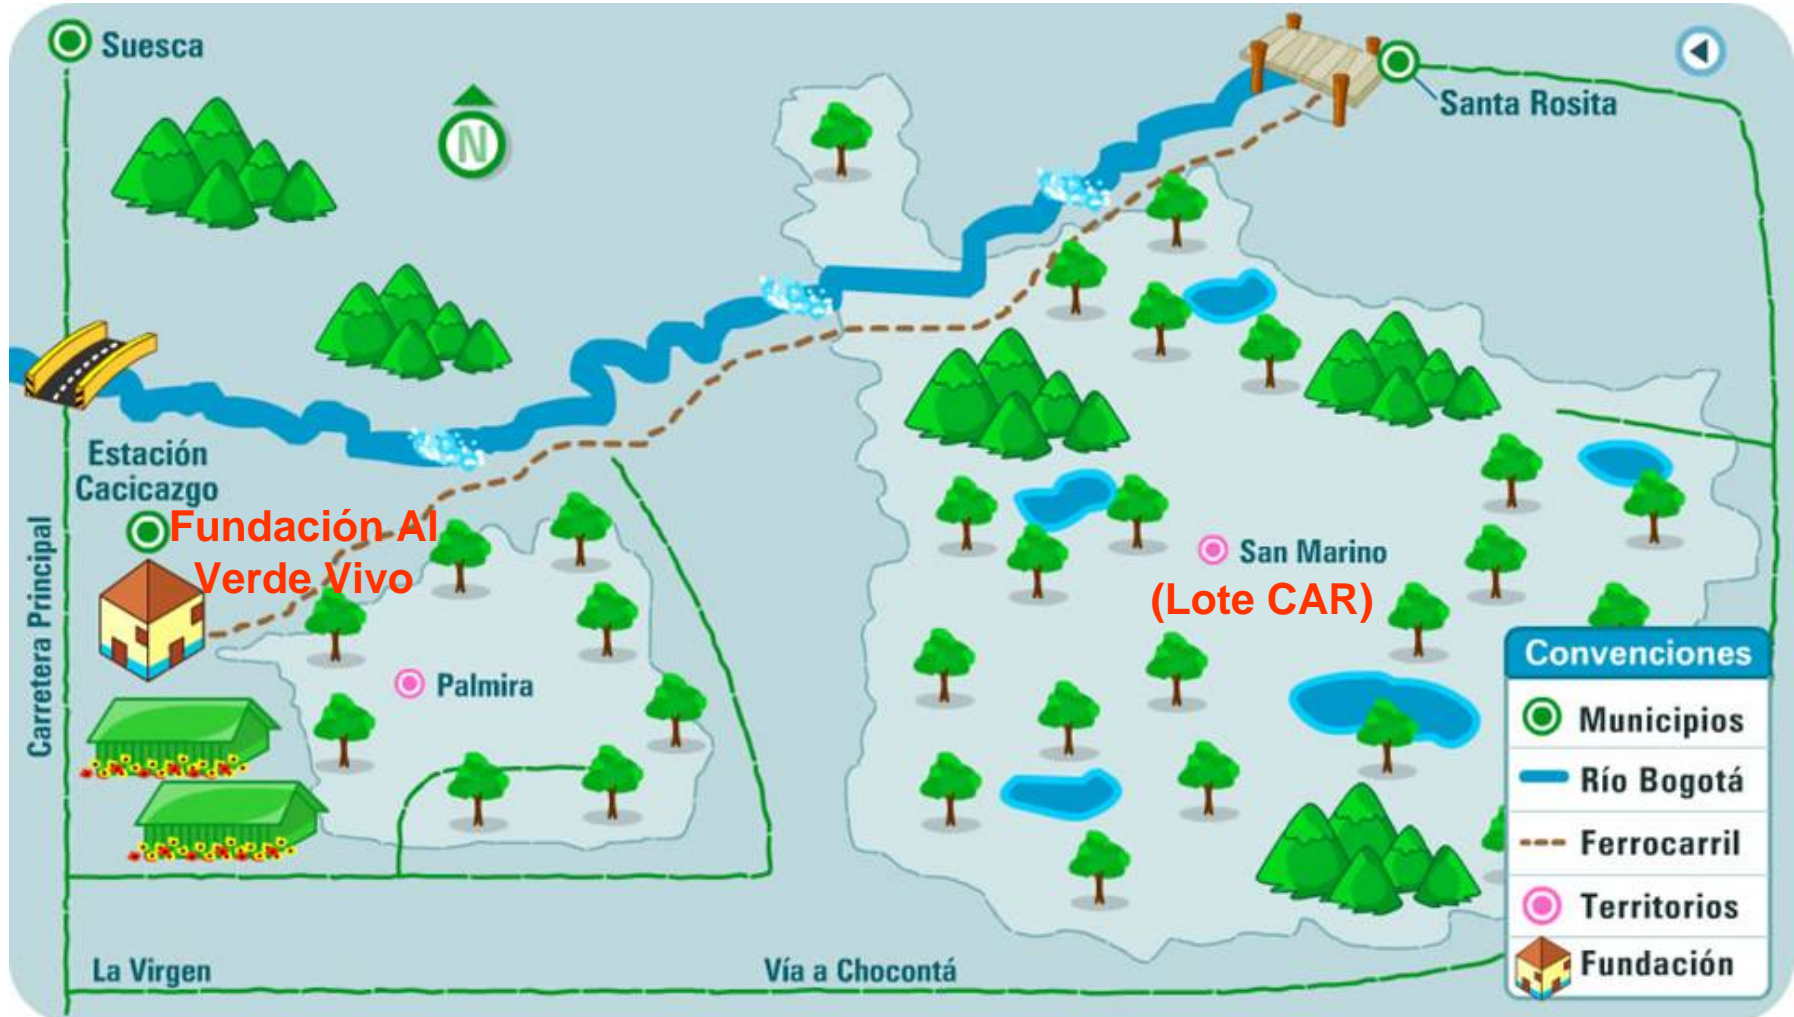 Suesca
N
Santa Rosita
Estación
Cacicazgo
Fundación Al
Verde Vivo
Carretera Principal
San Marino
(Lote CAR)
Palmira
Convenciones
Municipios
Río Bogotá
Ferrocarril
Territorios
Fundación
La Virgen
Vía a Chocontá